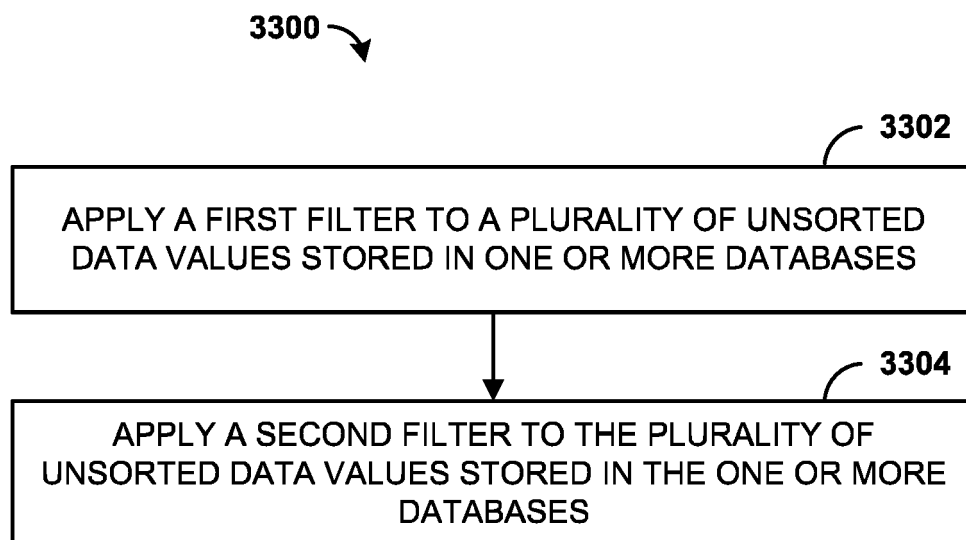 3300
3302
APPLY A FIRST FILTER TO A PLURALITY OF UNSORTED
DATA VALUES STORED IN ONE OR MORE DATABASES
3304
APPLY A SECOND FILTER TO THE PLURALITY OF
UNSORTED DATA VALUES STORED IN THE ONE OR MORE
DATABASES